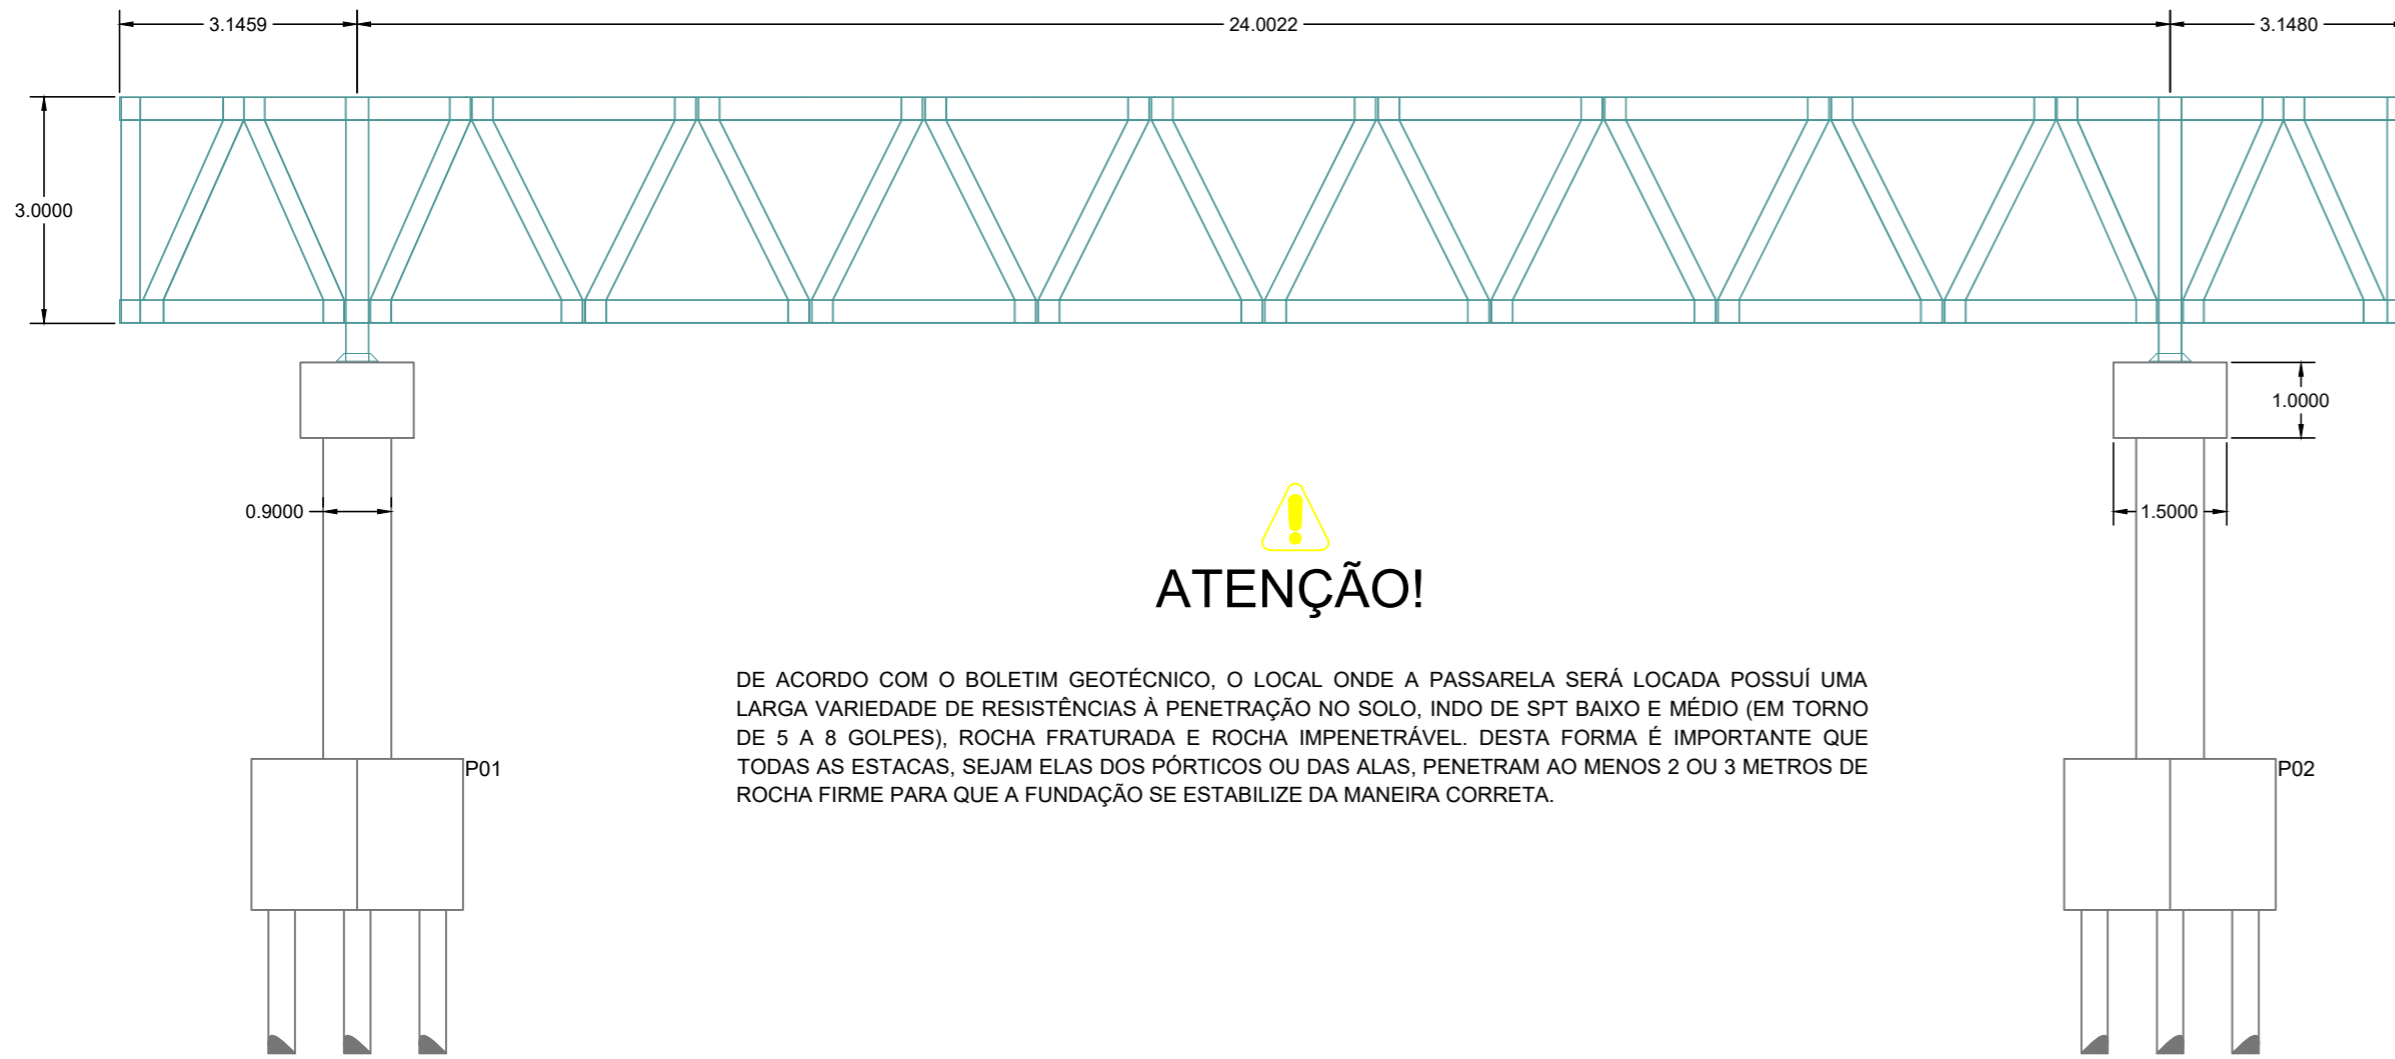 3.1459
24.0022
3.1480
3.0000
1.0000
0.9000
1.5000
ATENÇÃO!
DE ACORDO COM O BOLETIM GEOTÉCNICO, O LOCAL ONDE A PASSARELA SERÁ LOCADA POSSUÍ UMA
LARGA VARIEDADE DE RESISTÊNCIAS À PENETRAÇÃO NO SOLO, INDO DE SPT BAIXO E MÉDIO (EM TORNO
DE 5 A 8 GOLPES), ROCHA FRATURADA E ROCHA IMPENETRÁVEL. DESTA FORMA É IMPORTANTE QUE
TODAS AS ESTACAS, SEJAM ELAS DOS PÓRTICOS OU DAS ALAS, PENETRAM AO MENOS 2 OU 3 METROS DE
ROCHA FIRME PARA QUE A FUNDAÇÃO SE ESTABILIZE DA MANEIRA CORRETA.
P01
P02